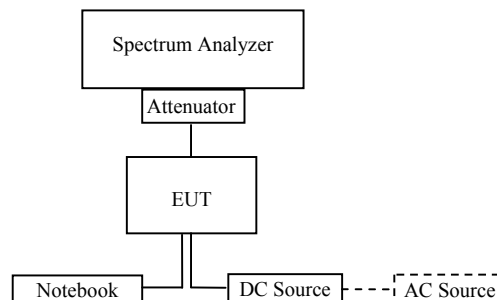 Spectrum Analyzer
Attenuator
EUT
Notebook
DC Source
AC Source